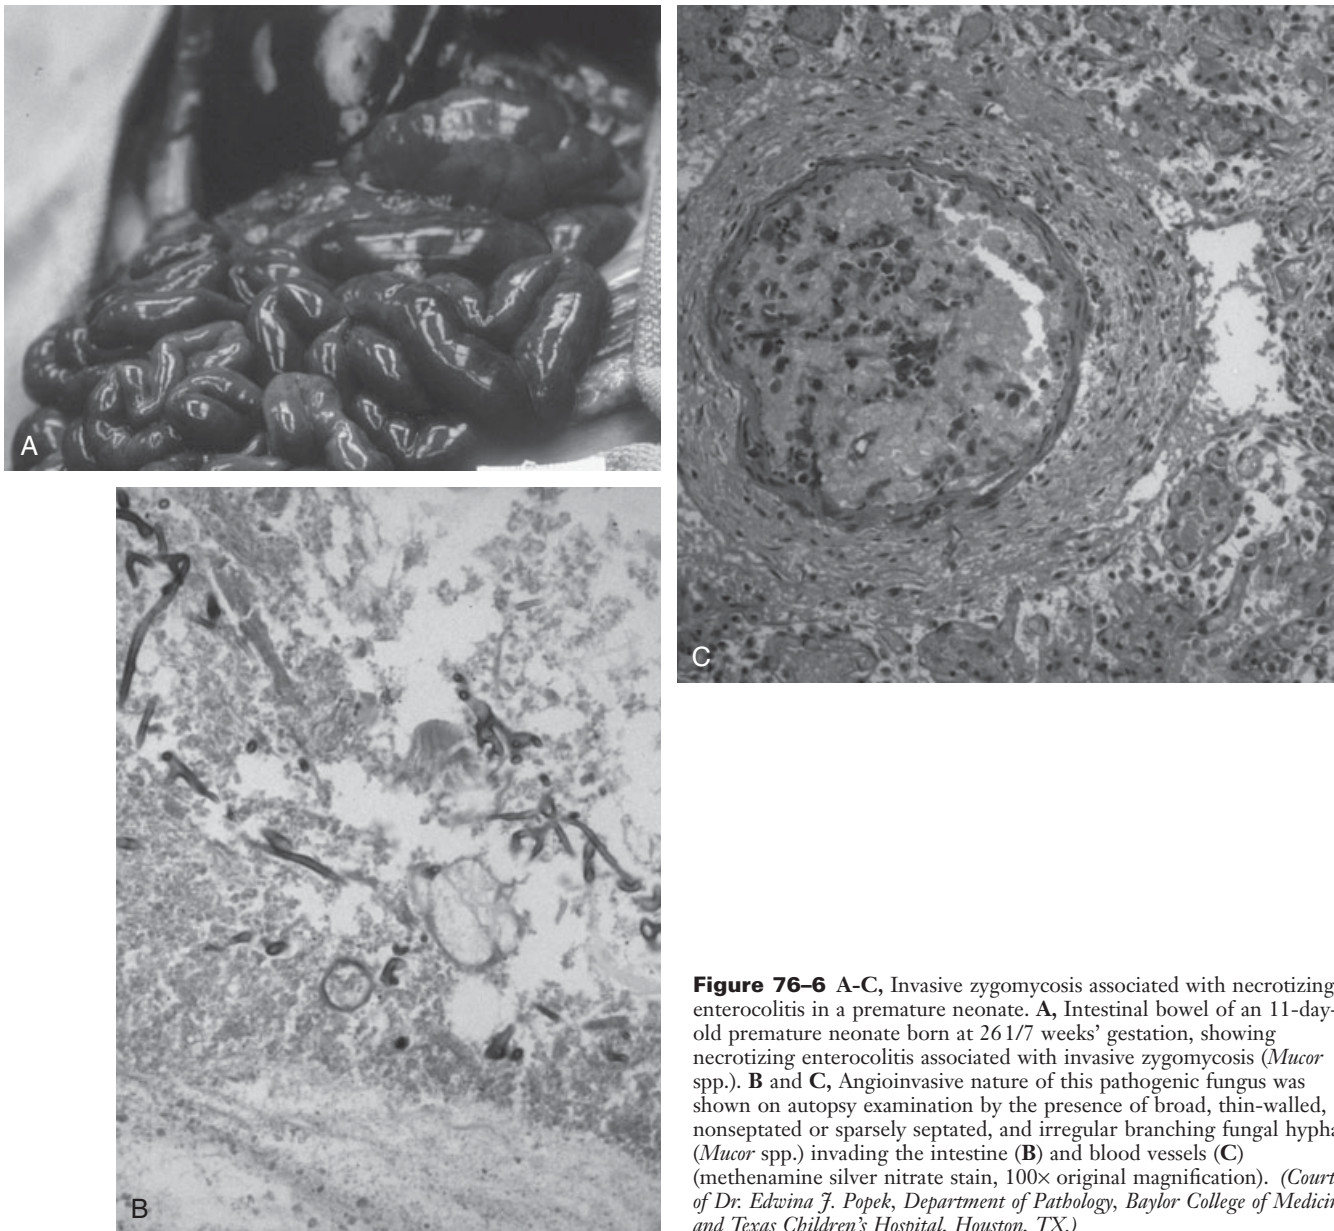 A
C
B
Figure 76–6 A-C, Invasive zygomycosis associated with necrotizing
enterocolitis in a premature neonate. A, Intestinal bowel of an 11-day-
old premature neonate born at 26 1/7 weeks’ gestation, showing
necrotizing enterocolitis associated with invasive zygomycosis (Mucor
spp.). B and C, Angioinvasive nature of this pathogenic fungus was
shown on autopsy examination by the presence of broad, thin-walled,
nonseptated or sparsely septated, and irregular branching fungal hypha
(Mucor spp.) invading the intestine (B) and blood vessels (C)
(methenamine silver nitrate stain, 100× original magnification). (Court
of Dr. Edwina J. Popek, Department of Pathology, Baylor College of Medicin
and Texas Children’s Hospital, Houston, TX.)